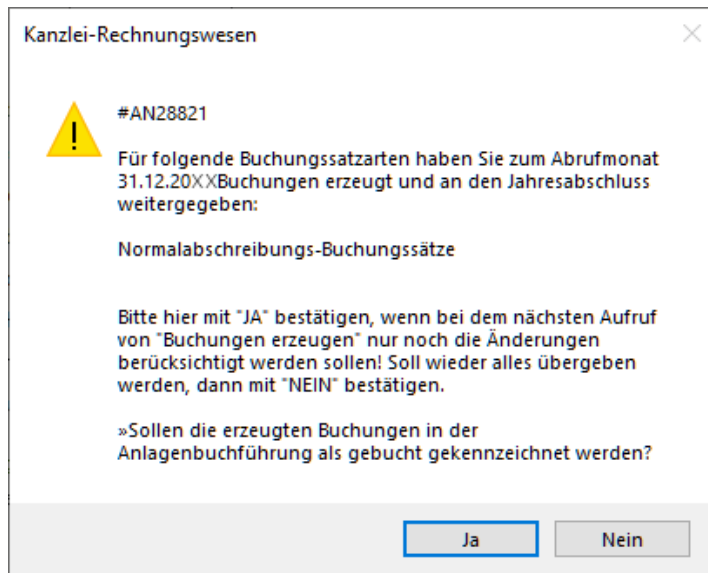 Kanzlei-Rechnungswesen
#AN28821
Für folgende Buchungssatzarten haben Sie zum Abrufmonat
31.12.20XXBuchungen erzeugt und an den Jahresabschluss
weitergegeben:
Normalabschreibungs-Buchungssätze
Bitte hier mit "JA" bestätigen, wenn bei dem nächsten Aufruf
von "Buchungen erzeugen" nur noch die Änderungen
berücksichtigt werden sollen! Soll wieder alles übergeben
werden, dann mit "NEIN" bestätigen.
»Sollen die erzeugten Buchungen in der
Anlagenbuchführung als gebucht gekennzeichnet werden?
Ja
Nein